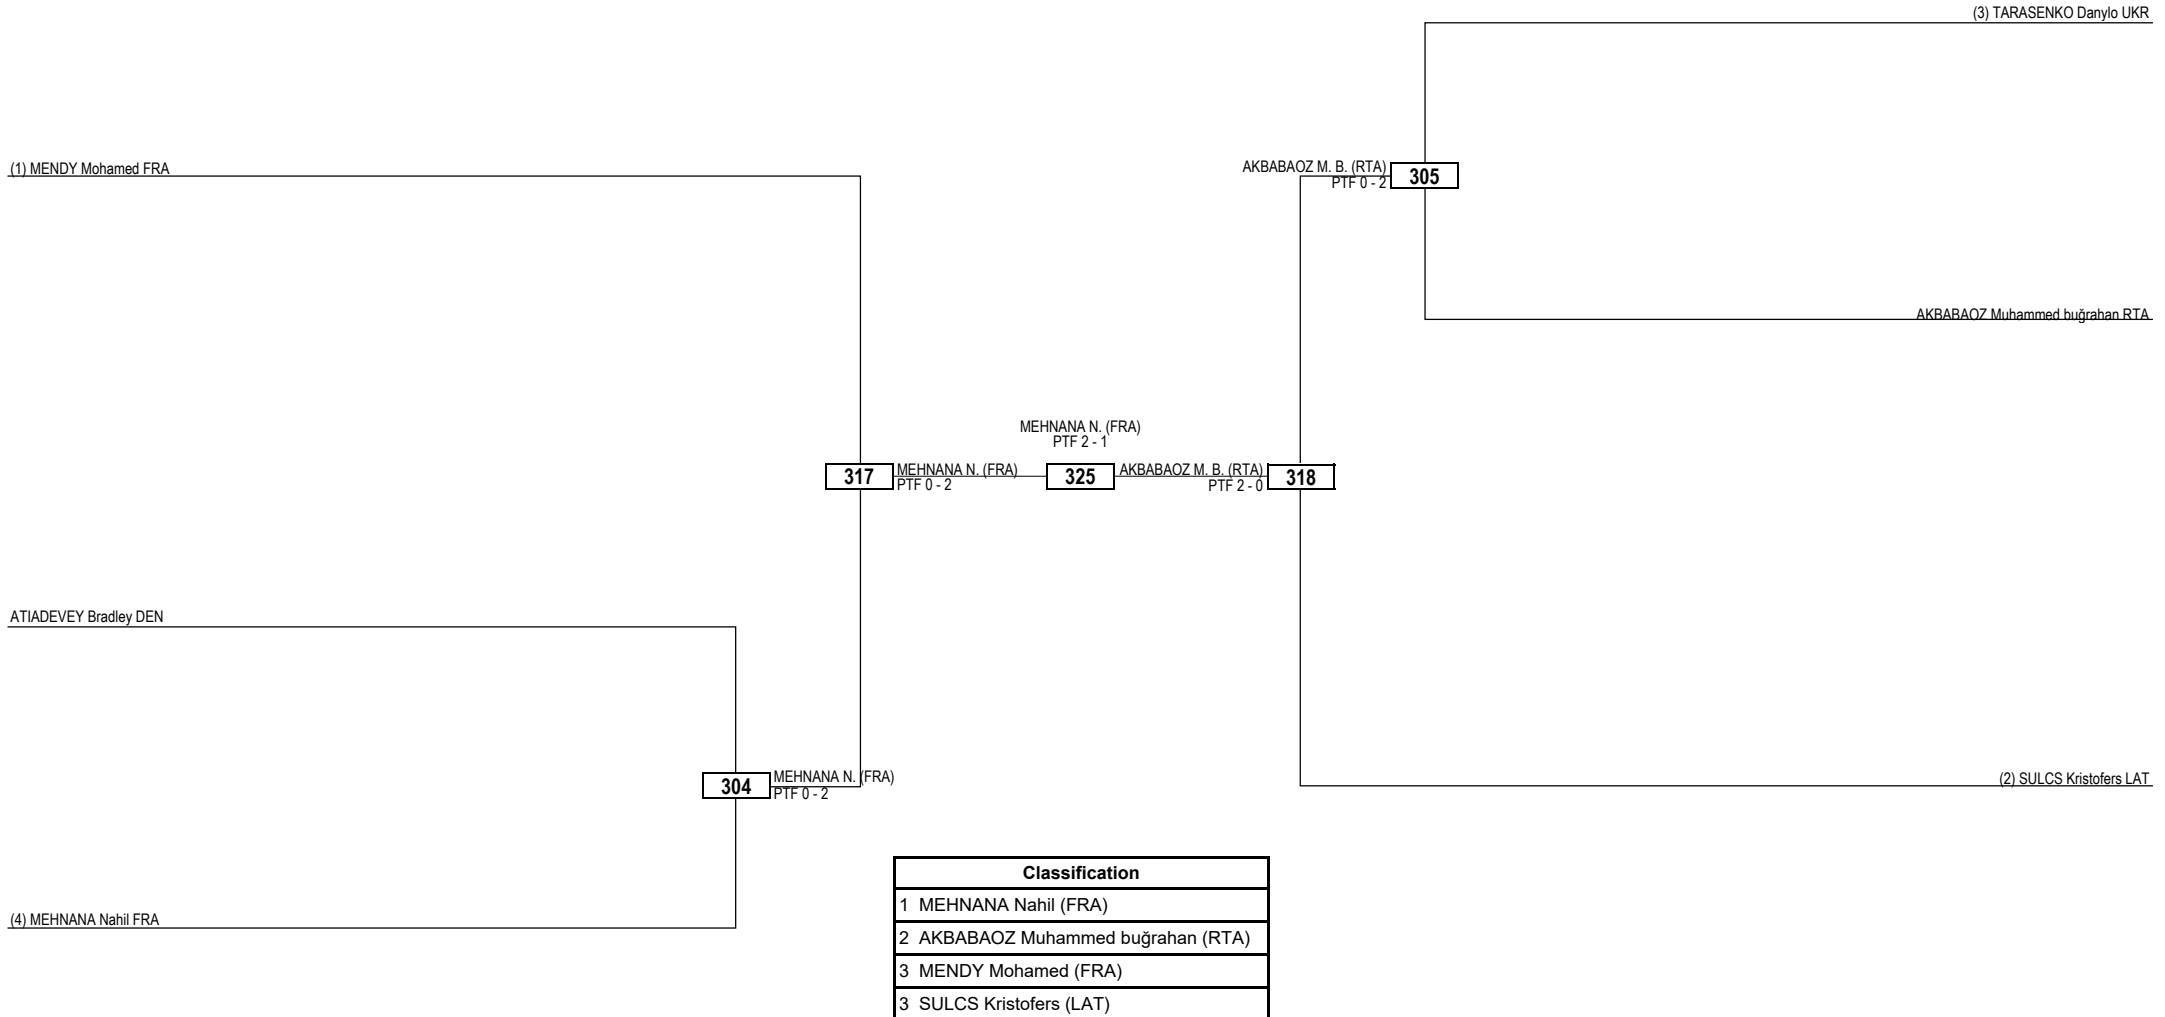 (3) TARASENKO Danylo UKR
(1) MENDY Mohamed FRA
AKBABAOZ M. B. (RTA)
PTF 0 - 2
305
AKBABAOZ Muhammed buğrahan RTA
MEHNANA N. (FRA)
PTF 2 - 1
317
MEHNANA N. (FRA)
PTF 0 - 2
325
AKBABAOZ M. B. (RTA)
PTF 2 - 0
318
ATIADEVEY Bradley DEN
304
MEHNANA N. (FRA)
PTF 0 - 2
(2) SULCS Kristofers LAT
(4) MEHNANA Nahil FRA
Classification
1 MEHNANA Nahil (FRA)
2 AKBABAOZ Muhammed buğrahan (RTA)
3 MENDY Mohamed (FRA)
3 SULCS Kristofers (LAT)